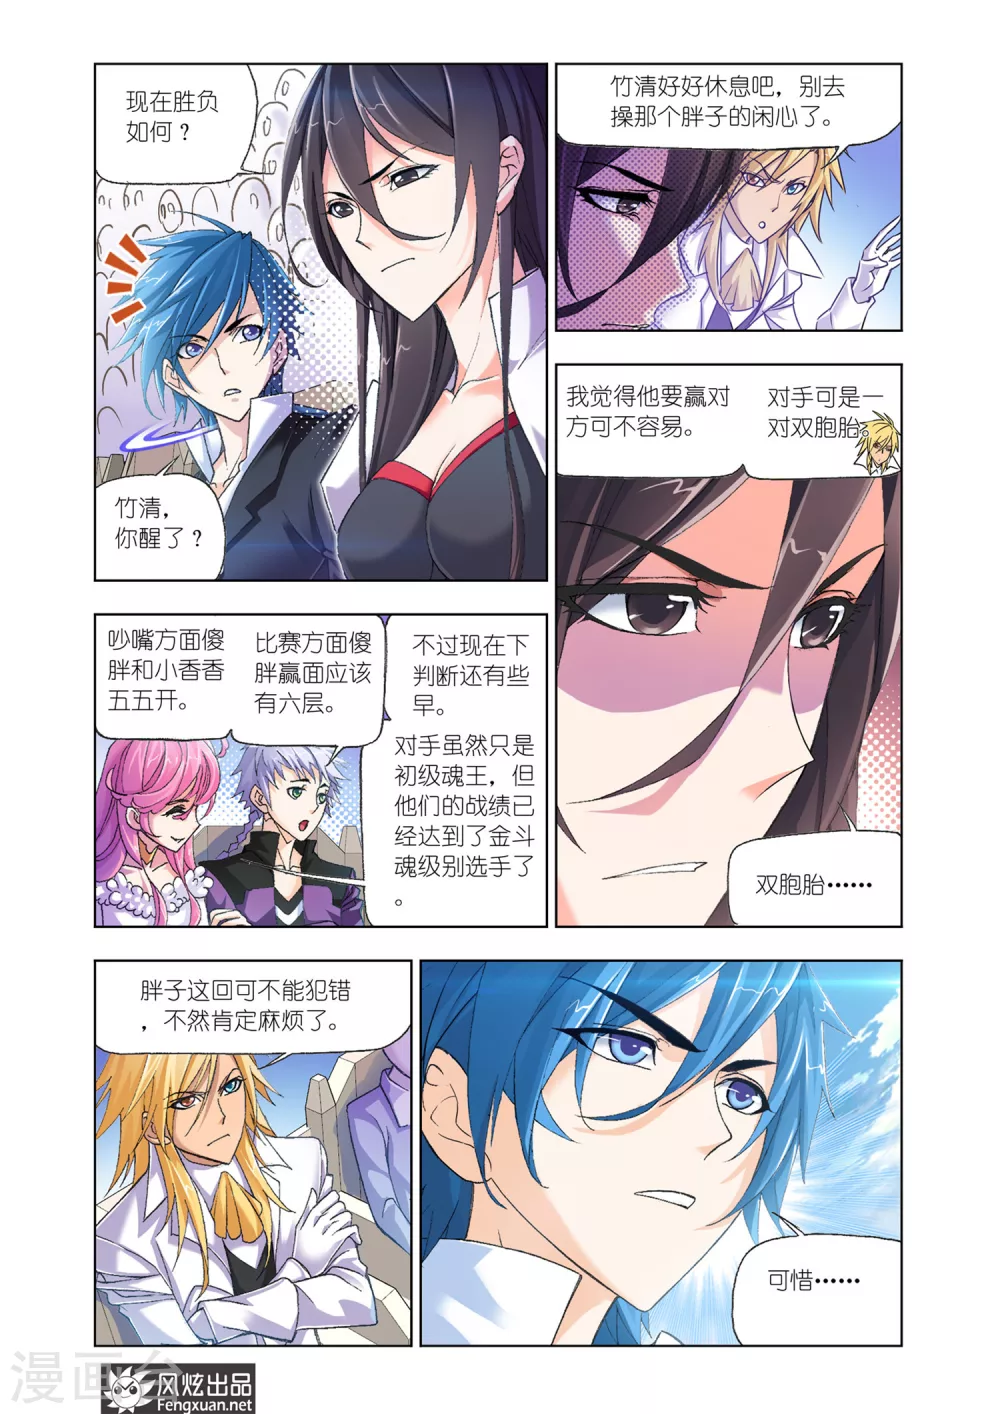 现在胜负
如何？
竹清，
你醒了？
竹清好好休息吧，别去
操那个胖子的闲心了。
对手可是一
对双胞胎。
我觉得他要赢对
方可不容易。
双胞胎……
吵嘴方面傻
胖和小香香
五五开。
比赛方面傻
胖赢面应该
有六层。
不过现在下
判断还有些
早。
对手虽然只是
初级魂王，但
他们的战绩已
经达到了金斗
魂级别选手了
。
胖子这回可不能犯错
，不然肯定麻烦了。
可惜……
漫画台
风炫出品
Fengxuan.net